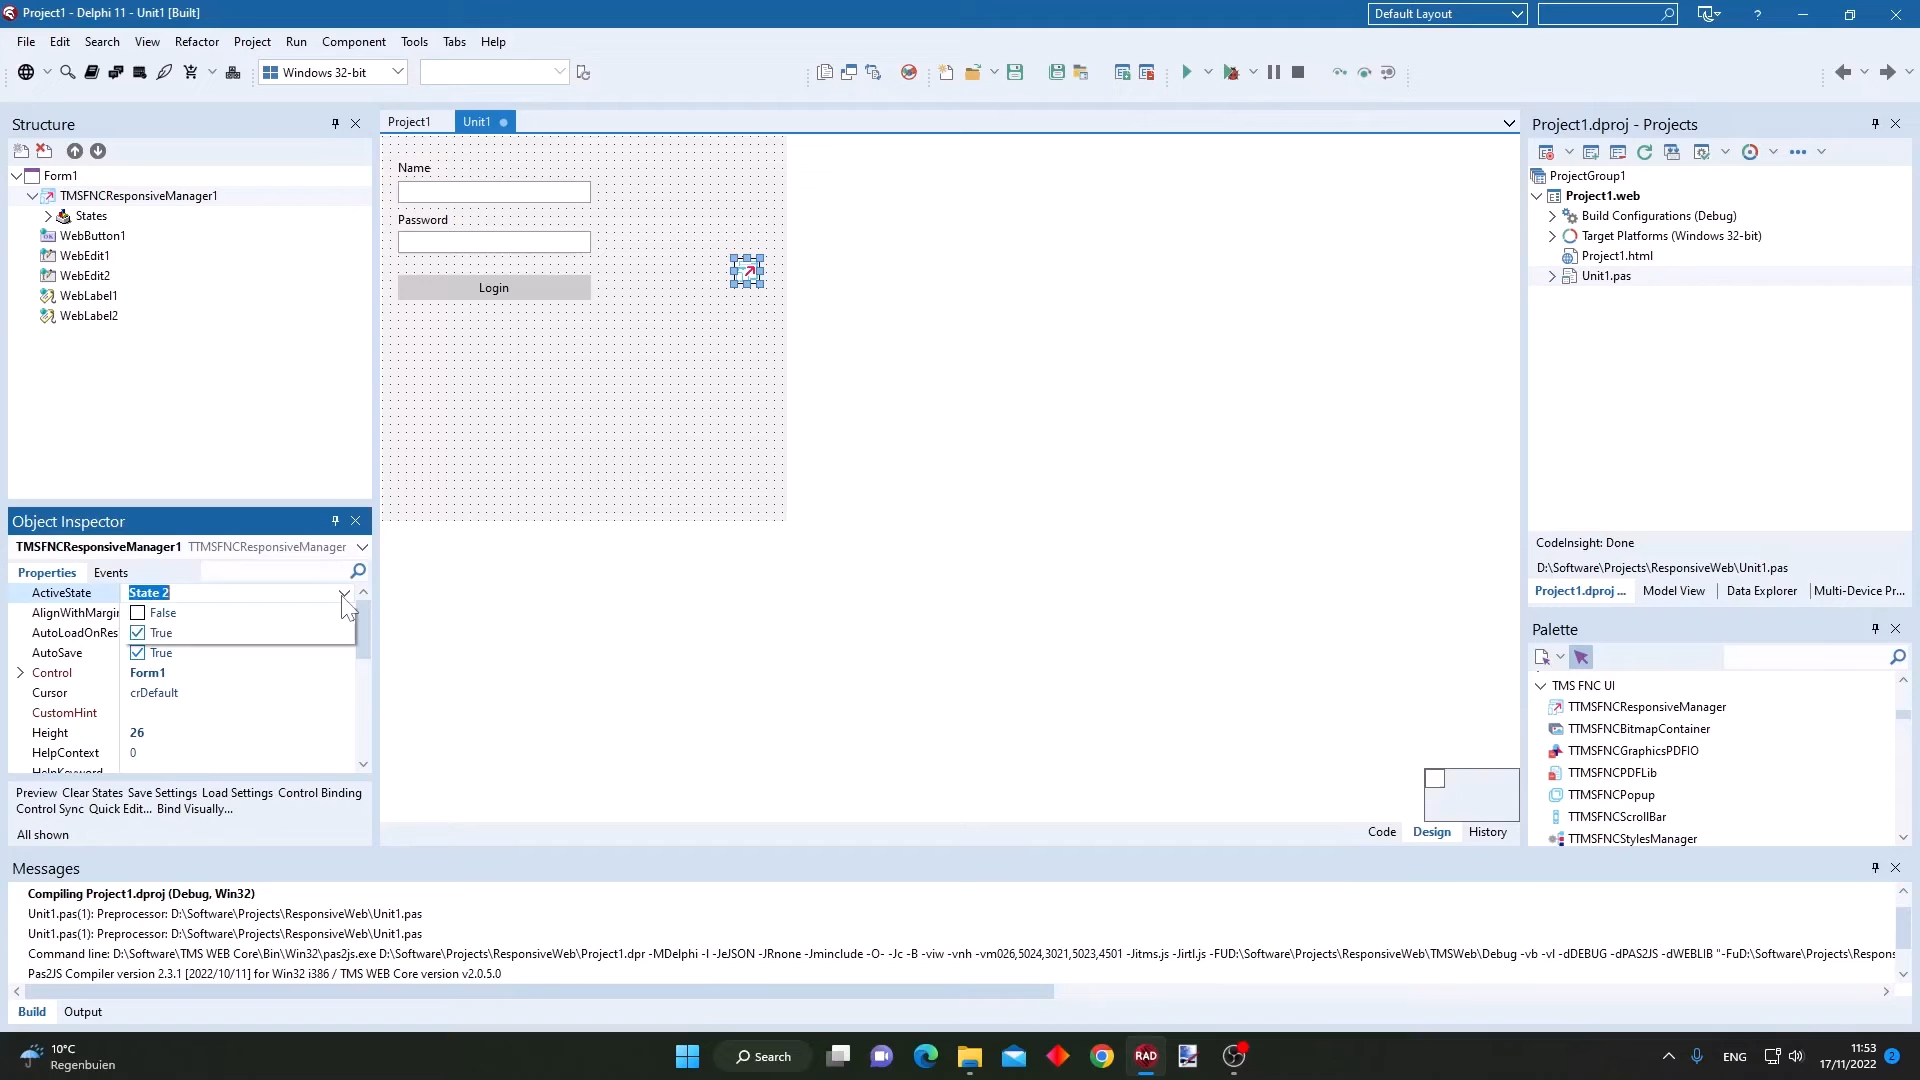 Project1 - Delphi 11 - Unit1 [Built]
Default Layout
?
File Edit Search View Refactor Project Run Component Tools Tabs Help
Windows 32-bit
Structure
Form1
TMSFNCResponsiveManager1
States
WebButton1
WebEdit1
WebEdit2
WebLabel1
WebLabel2
Project1 Unit1
Name
Password
Login
Project1.dproj - Projects
ProjectGroup1
Project1.web
Build Configurations (Debug)
Target Platforms (Windows 32-bit)
Project1.html
Unit1.pas
CodeInsight: Done
D:\Software\Projects\ResponsiveWeb\Unit1.pas
Project1.dproj ... Model View Data Explorer Multi-Device Pr...
Object Inspector
TMSFNCResponsiveManager1 TTMSFNCResponsiveManager
Properties Events
ActiveState State 2
AlignWithMargin False
AutoLoadOnRes True
AutoSave True
Control Form1
Cursor crDefault
CustomHint
Height 26
HelpContext 0
HelpKeyword
Preview Clear States Save Settings Load Settings Control Binding
Control Sync Quick Edit... Bind Visually...
All shown
Palette
TMS FNC UI
TTMSFNCResponsiveManager
TTMSFNCBitmapContainer
TTMSFNCGraphicsPDFIO
TTMSFNCPDFLib
TTMSFNCPopup
TTMSFNCScrollBar
TTMSFNCStylesManager
Code Design History
Messages
Compiling Project1.dproj (Debug, Win32)
Unit1.pas(1): Preprocessor: D:\Software\Projects\ResponsiveWeb\Unit1.pas
Unit1.pas(1): Preprocessor: D:\Software\Projects\ResponsiveWeb\Unit1.pas
Command line: D:\Software\TMS WEB Core\Bin\Win32\pas2js.exe D:\Software\Projects\ResponsiveWeb\Project1.dpr -MDelphi -l -JeJSON -JRnone -Jminclude -O- -Jc -B -viw -vnh -vm026,5024,3021,5023,4501 -Jitms.js -Jirtl.js -FUD:\Software\Projects\ResponsiveWeb\TMSWeb\Debug -vb -vl -dDEBUG -dPAS2JS -dWEBLIB "-FuD:\Software\Projects\Respons
Pas2JS Compiler version 2.3.1 [2022/10/11] for Win32 i386 / TMS WEB Core version v2.0.5.0
Build Output
10°C
Regenbuien
Search
RAD
ENG
11:53
17/11/2022
2